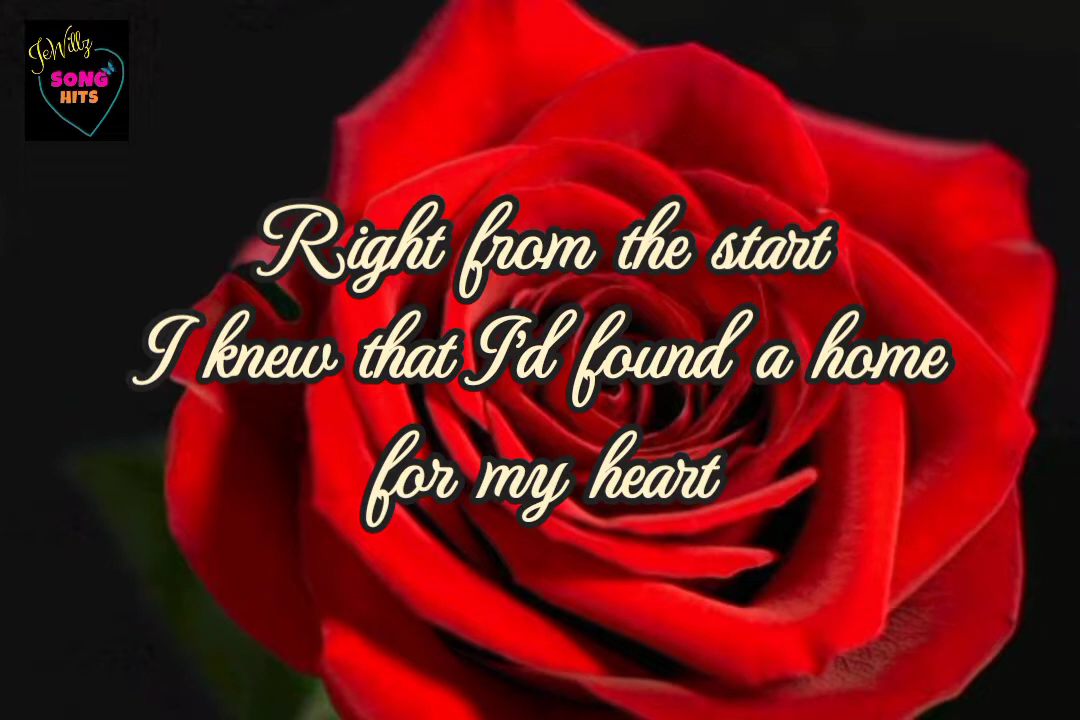 JeWillz
SONG
HITS
Right from the start
I knew that I'd found a home
for my heart